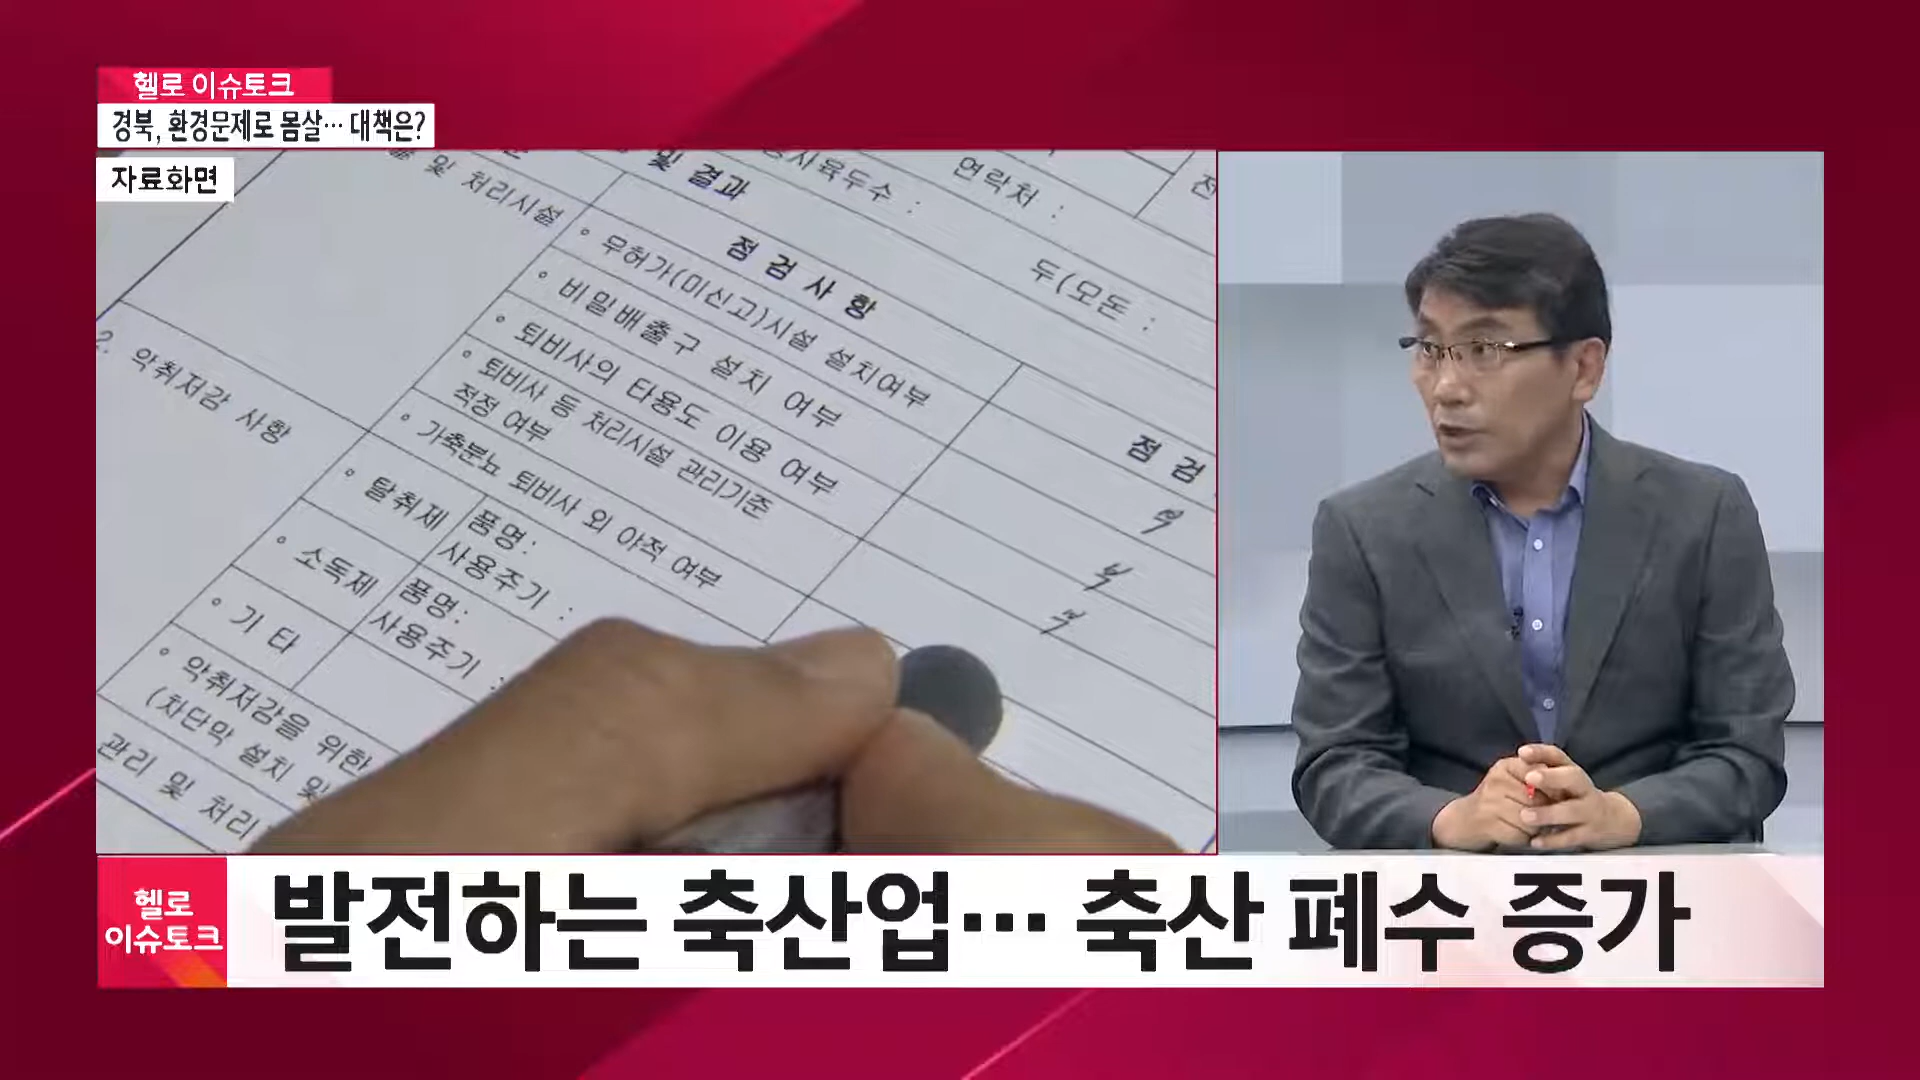 헬로 이슈토크
경북, 환경문제로 몸살… 대책은?
자료화면
및 처리시설
및 결과
사육두수 :
연락처 :
전
두(모돈 :
점 검 사 항
점 검
◦ 무허가(미신고)시설 설치여부
부
◦ 비밀배출구 설치 여부
부
◦ 퇴비사의 타용도 이용 여부
부
◦ 퇴비사 등 처리시설 관리기준
적정 여부
◦ 가축분뇨 퇴비사 외 야적 여부
2. 악취저감 사항
◦ 탈취제
품명:
사용주기 :
◦ 소독제
품명:
사용주기 :
◦ 기 타
◦ 악취저감을 위한
(차단막 설치 및
관리 및 처리
헬로
이슈토크
발전하는 축산업… 축산 폐수 증가